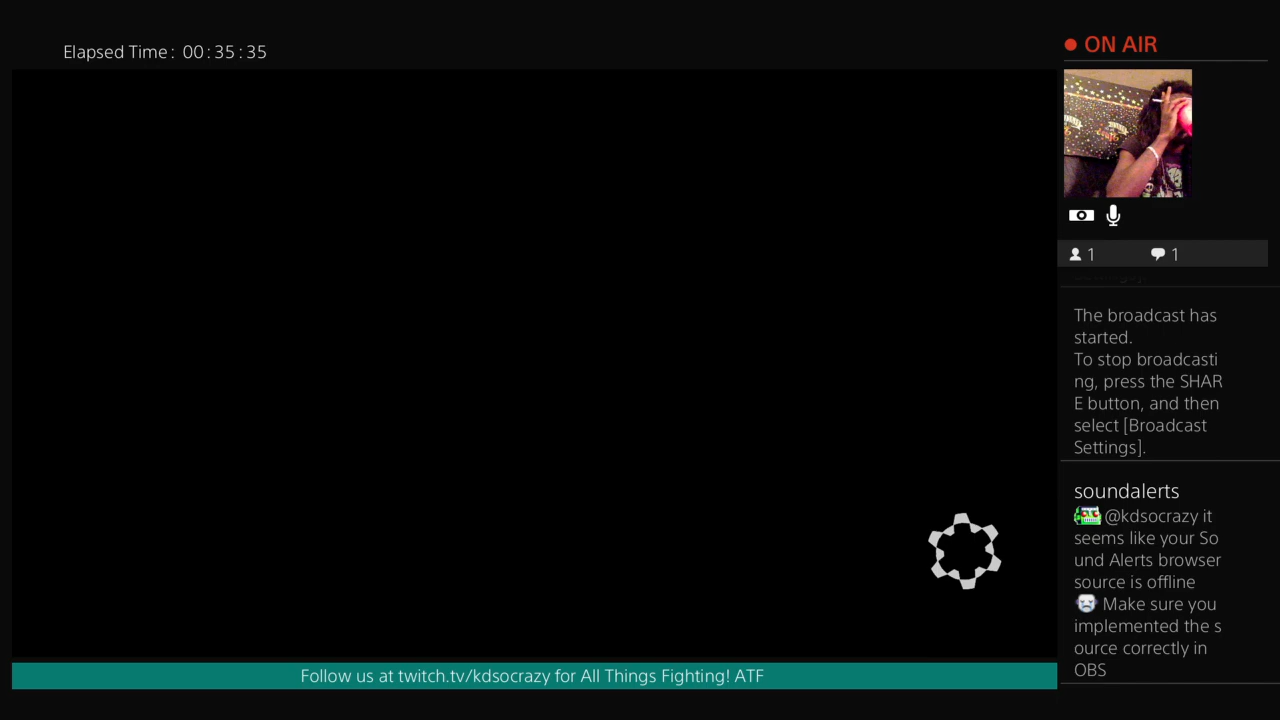 Elapsed Time: 00:35:35
ON AIR
1
1
The broadcast has
started.
To stop broadcasti
ng, press the SHAR
E button, and then
select [Broadcast
Settings].
soundalerts
@kdsocrazy it
seems like your So
und Alerts browser
source is offline
Make sure you
implemented the s
ource correctly in
OBS
Follow us at twitch.tv/kdsocrazy for All Things Fighting! ATF